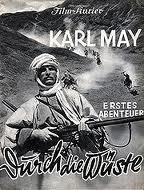 Film-Kurier
KARL MAY
ERSTES
ABENTEUER
Durch die Wüste